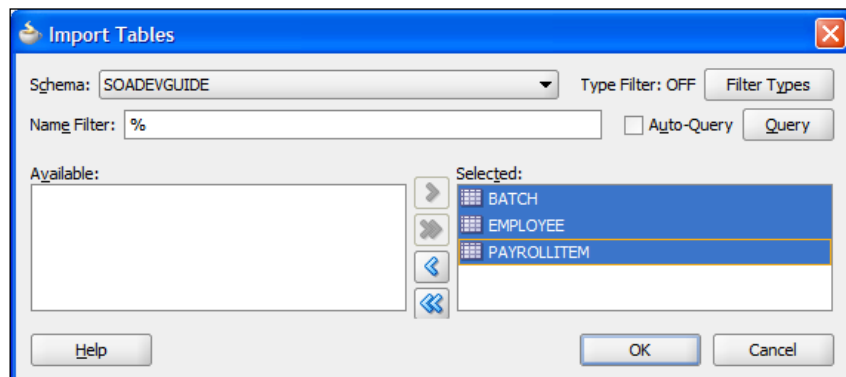 Import Tables
Schema: SOADEVGUIDE Type Filter: OFF Filter Types
Name Filter: % Auto-Query Query
Available: Selected:
BATCH
EMPLOYEE
PAYROLLITEM
Help OK Cancel